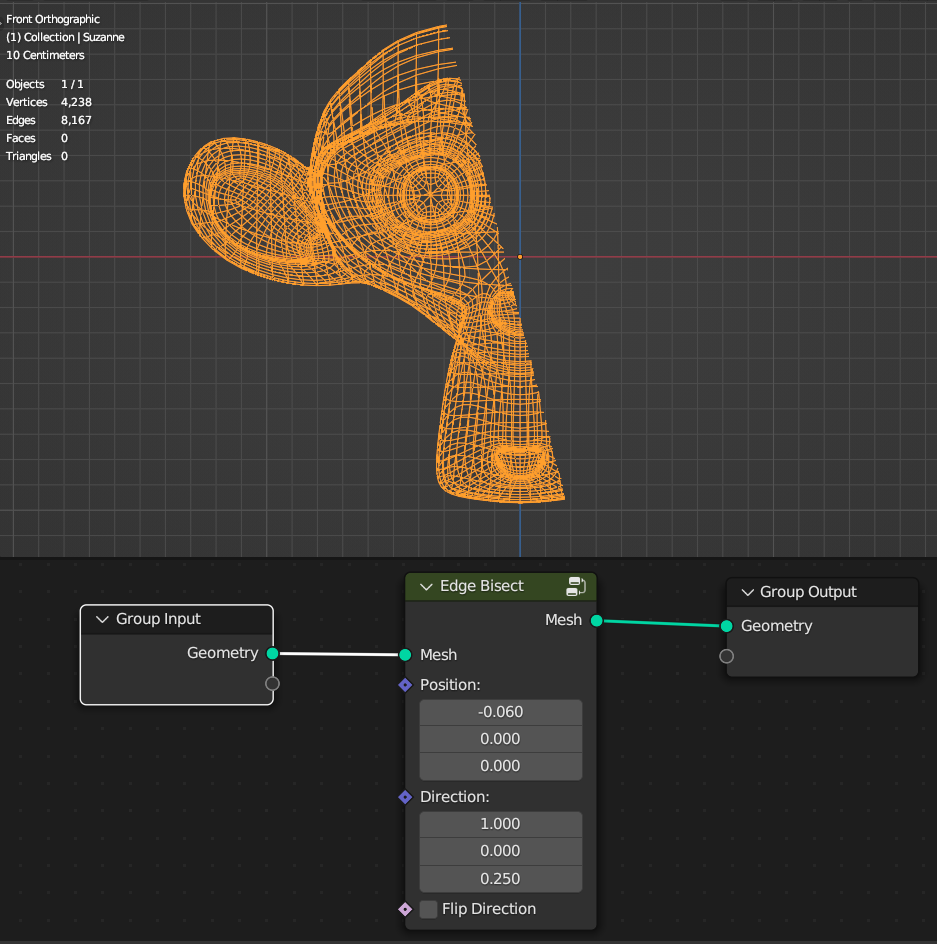 Front Orthographic
(1) Collection | Suzanne
10 Centimeters
Objects 1 / 1
Vertices 4,238
Edges 8,167
Faces 0
Triangles 0
Group Input
Geometry
Edge Bisect
Mesh
Mesh
Position:
-0.060
0.000
0.000
Direction:
1.000
0.000
0.250
Flip Direction
Group Output
Geometry